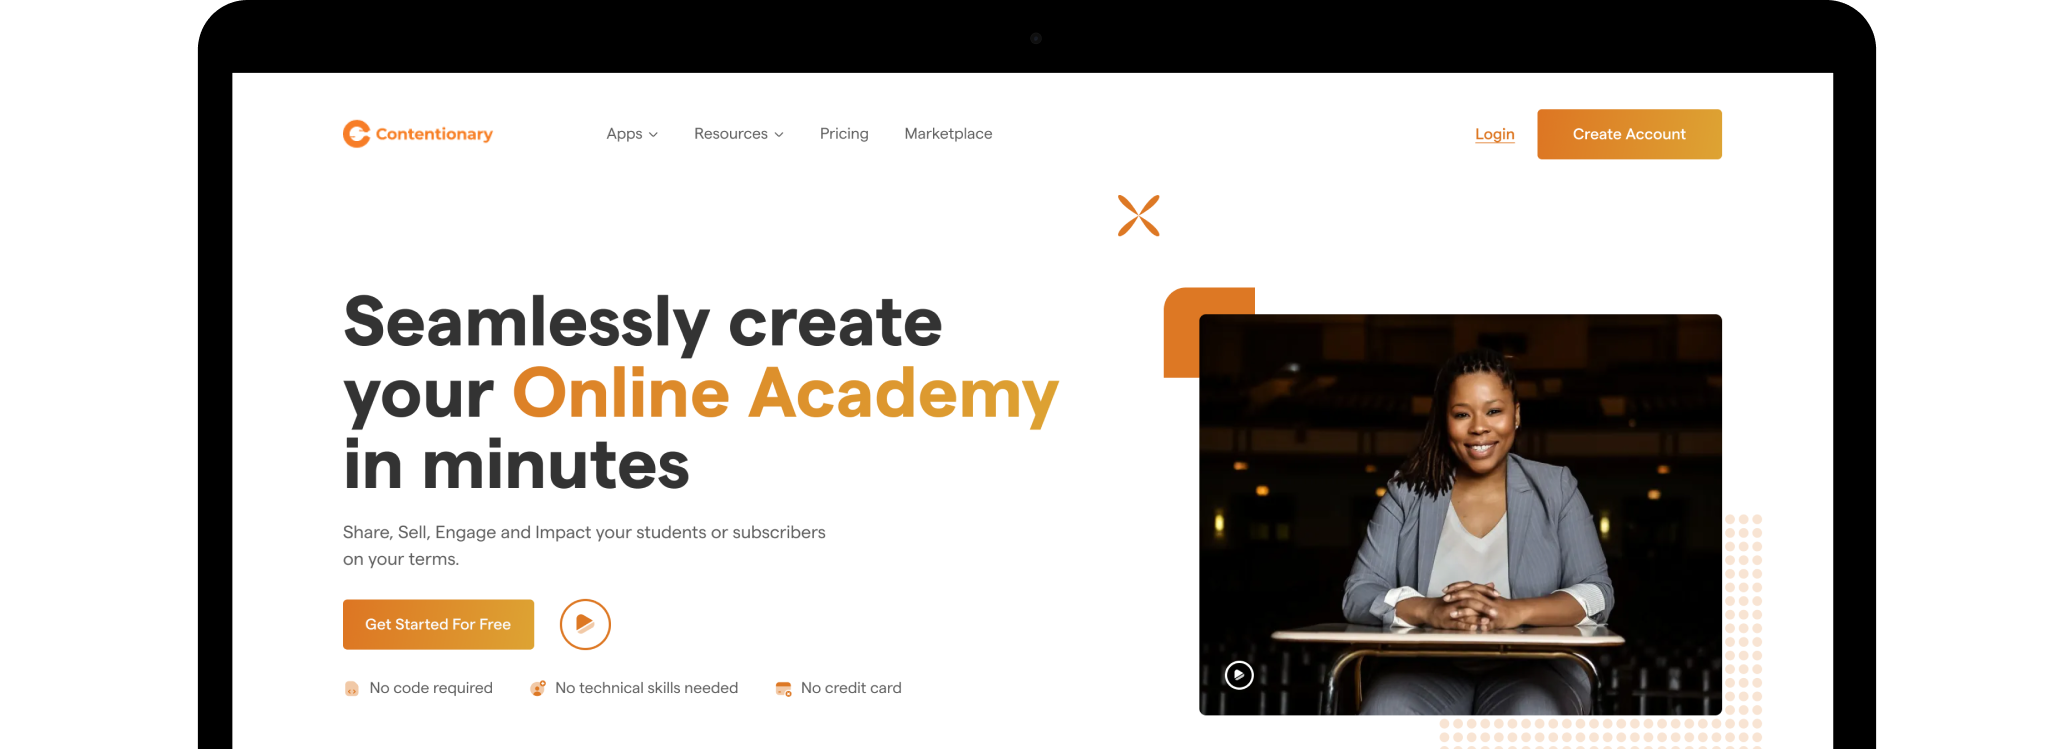 Contentionary
Apps
Resources
Pricing
Marketplace
Login
Create Account
Seamlessly create
your Online Academy
in minutes
Share, Sell, Engage and Impact your students or subscribers
on your terms.
Get Started For Free
No code required
No technical skills needed
No credit card